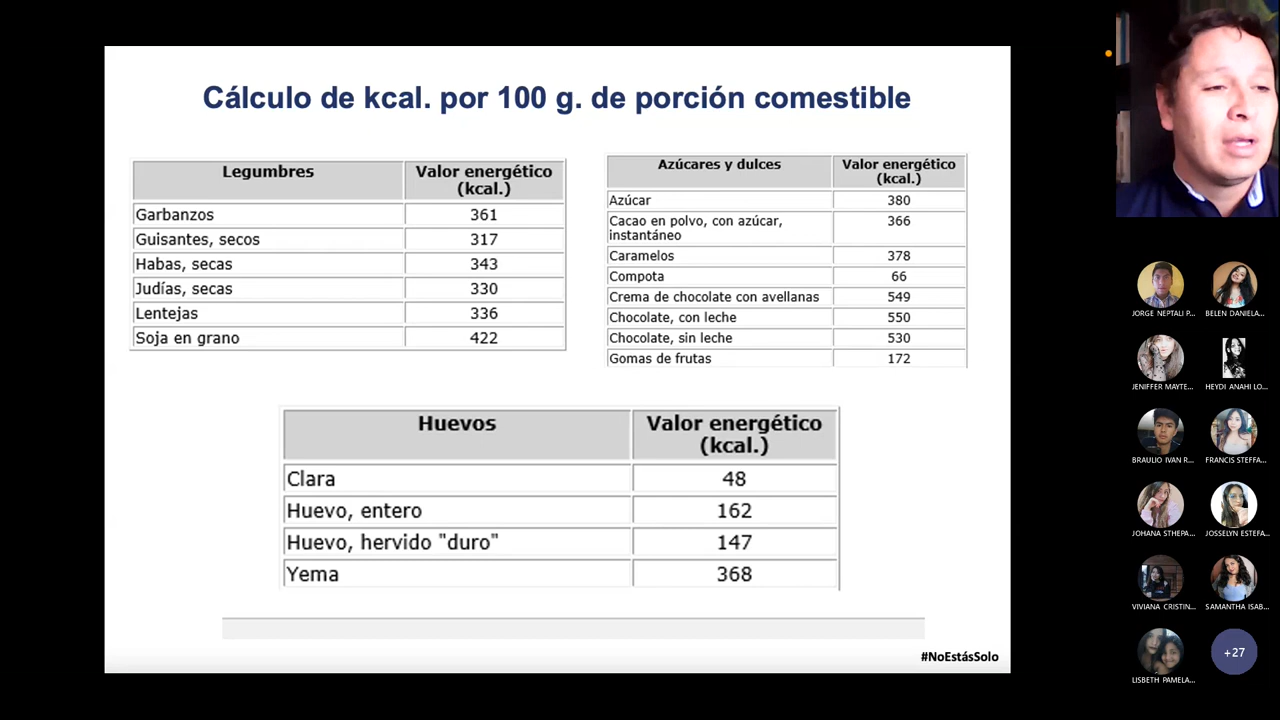 Cálculo de kcal. por 100 g. de porción comestible
Legumbres Valor energético
(kcal.)
Garbanzos 361
Guisantes, secos 317
Habas, secas 343
Judías, secas 330
Lentejas 336
Soja en grano 422
Azúcares y dulces Valor energético
(kcal.)
Azúcar 380
Cacao en polvo, con azúcar, 366
instantáneo
Caramelos 378
Compota 66
Crema de chocolate con avellanas 549
Chocolate, con leche 550
Chocolate, sin leche 530
Gomas de frutas 172
Huevos Valor energético
(kcal.)
Clara 48
Huevo, entero 162
Huevo, hervido "duro" 147
Yema 368
#NoEstásSolo
JORGE NEPTALI P... BELEN DANIELA...
JENIFFER MAYTE... HEYDI ANAHI LO...
BRAULIO IVAN R... FRANCIS STEFFA...
JOHANA STHEPA... JOSSELYN ESTEFA...
VIVIANA CRISTIN... SAMANTHA ISAB...
LISBETH PAMELA... +27